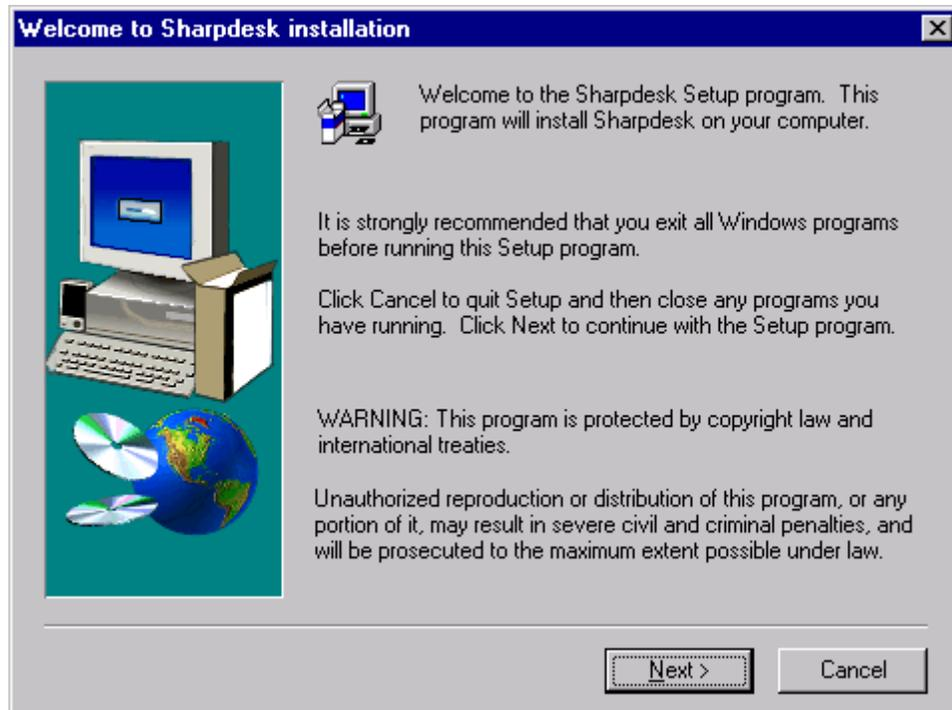 Welcome to Sharpdesk installation
Welcome to the Sharpdesk Setup program.  This
program will install Sharpdesk on your computer.
It is strongly recommended that you exit all Windows programs
before running this Setup program.
Click Cancel to quit Setup and then close any programs you
have running.  Click Next to continue with the Setup program.
WARNING: This program is protected by copyright law and
international treaties.
Unauthorized reproduction or distribution of this program, or any
portion of it, may result in severe civil and criminal penalties, and
will be prosecuted to the maximum extent possible under law.
Next >
Cancel